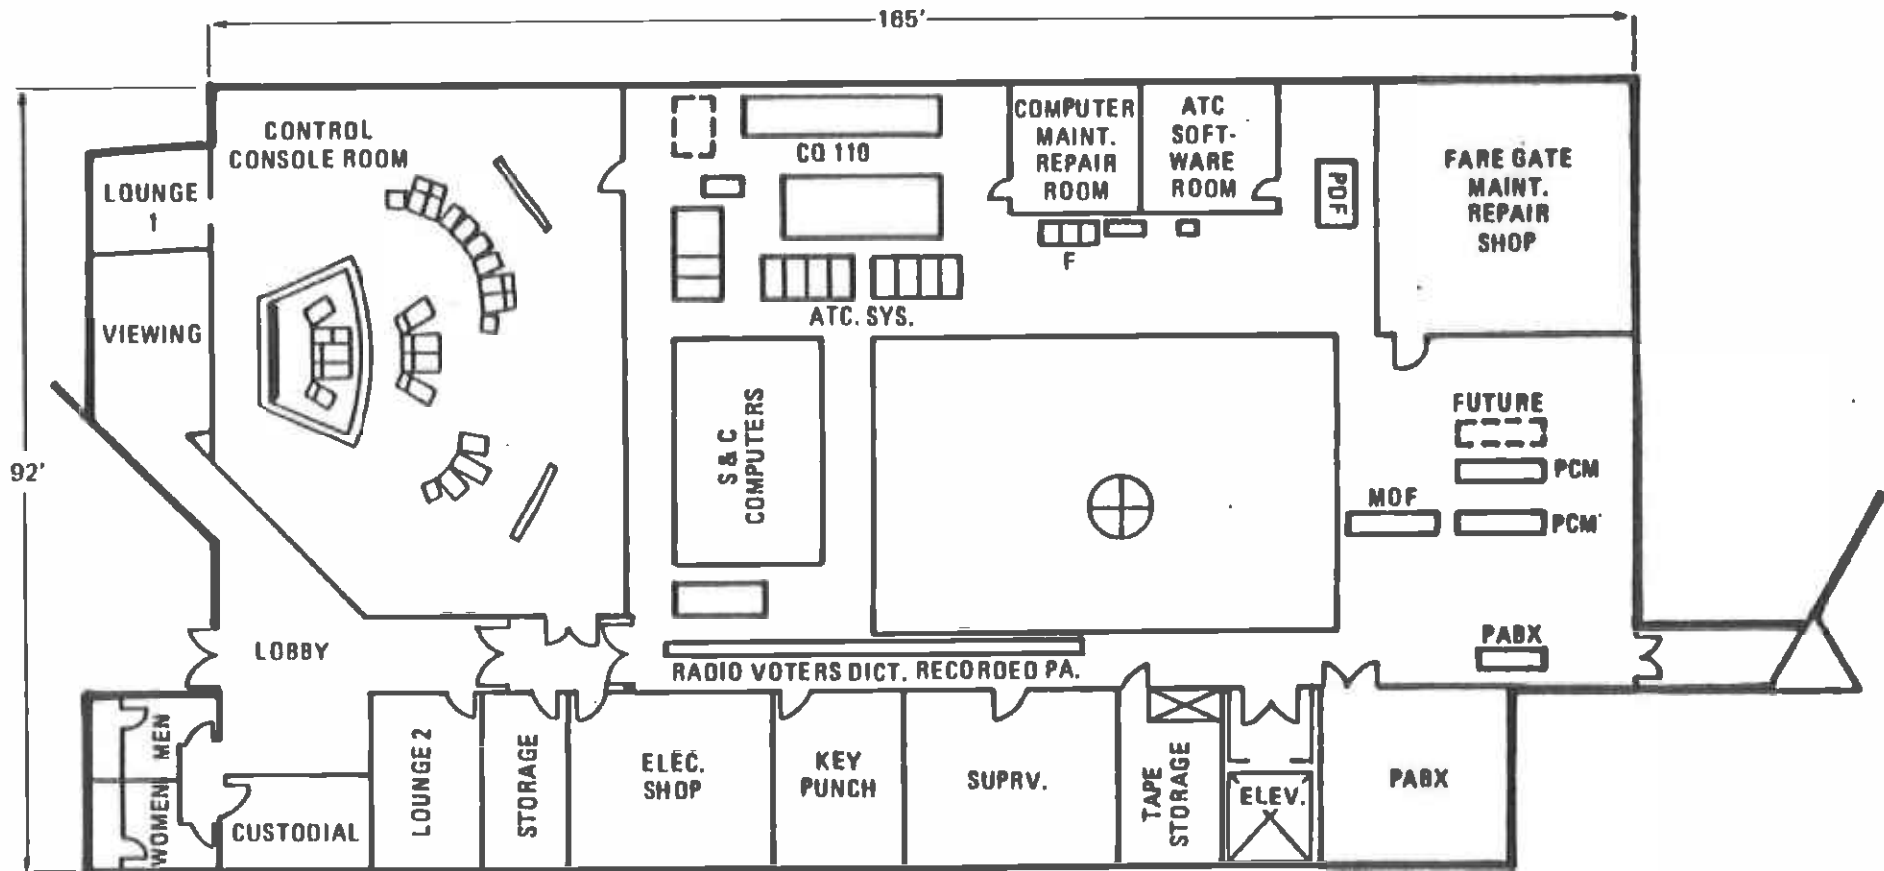 165'
CONTROL
CONSOLE ROOM
LOUNGE
1
VIEWING
92'
CQ 110
COMPUTER
MAINT.
REPAIR
ROOM
ATC
SOFT-
WARE
ROOM
PDF
FARE GATE
MAINT.
REPAIR
SHOP
F
ATC. SYS.
S & C
COMPUTERS
FUTURE
PCM
MOF
PCM
PABX
LOBBY
RADIO VOTERS DICT. RECORDED PA.
MEN
WOMEN
CUSTODIAL
LOUNGE 2
STORAGE
ELEC.
SHOP
KEY
PUNCH
SUPRV.
TAPE
STORAGE
ELEV.
PABX